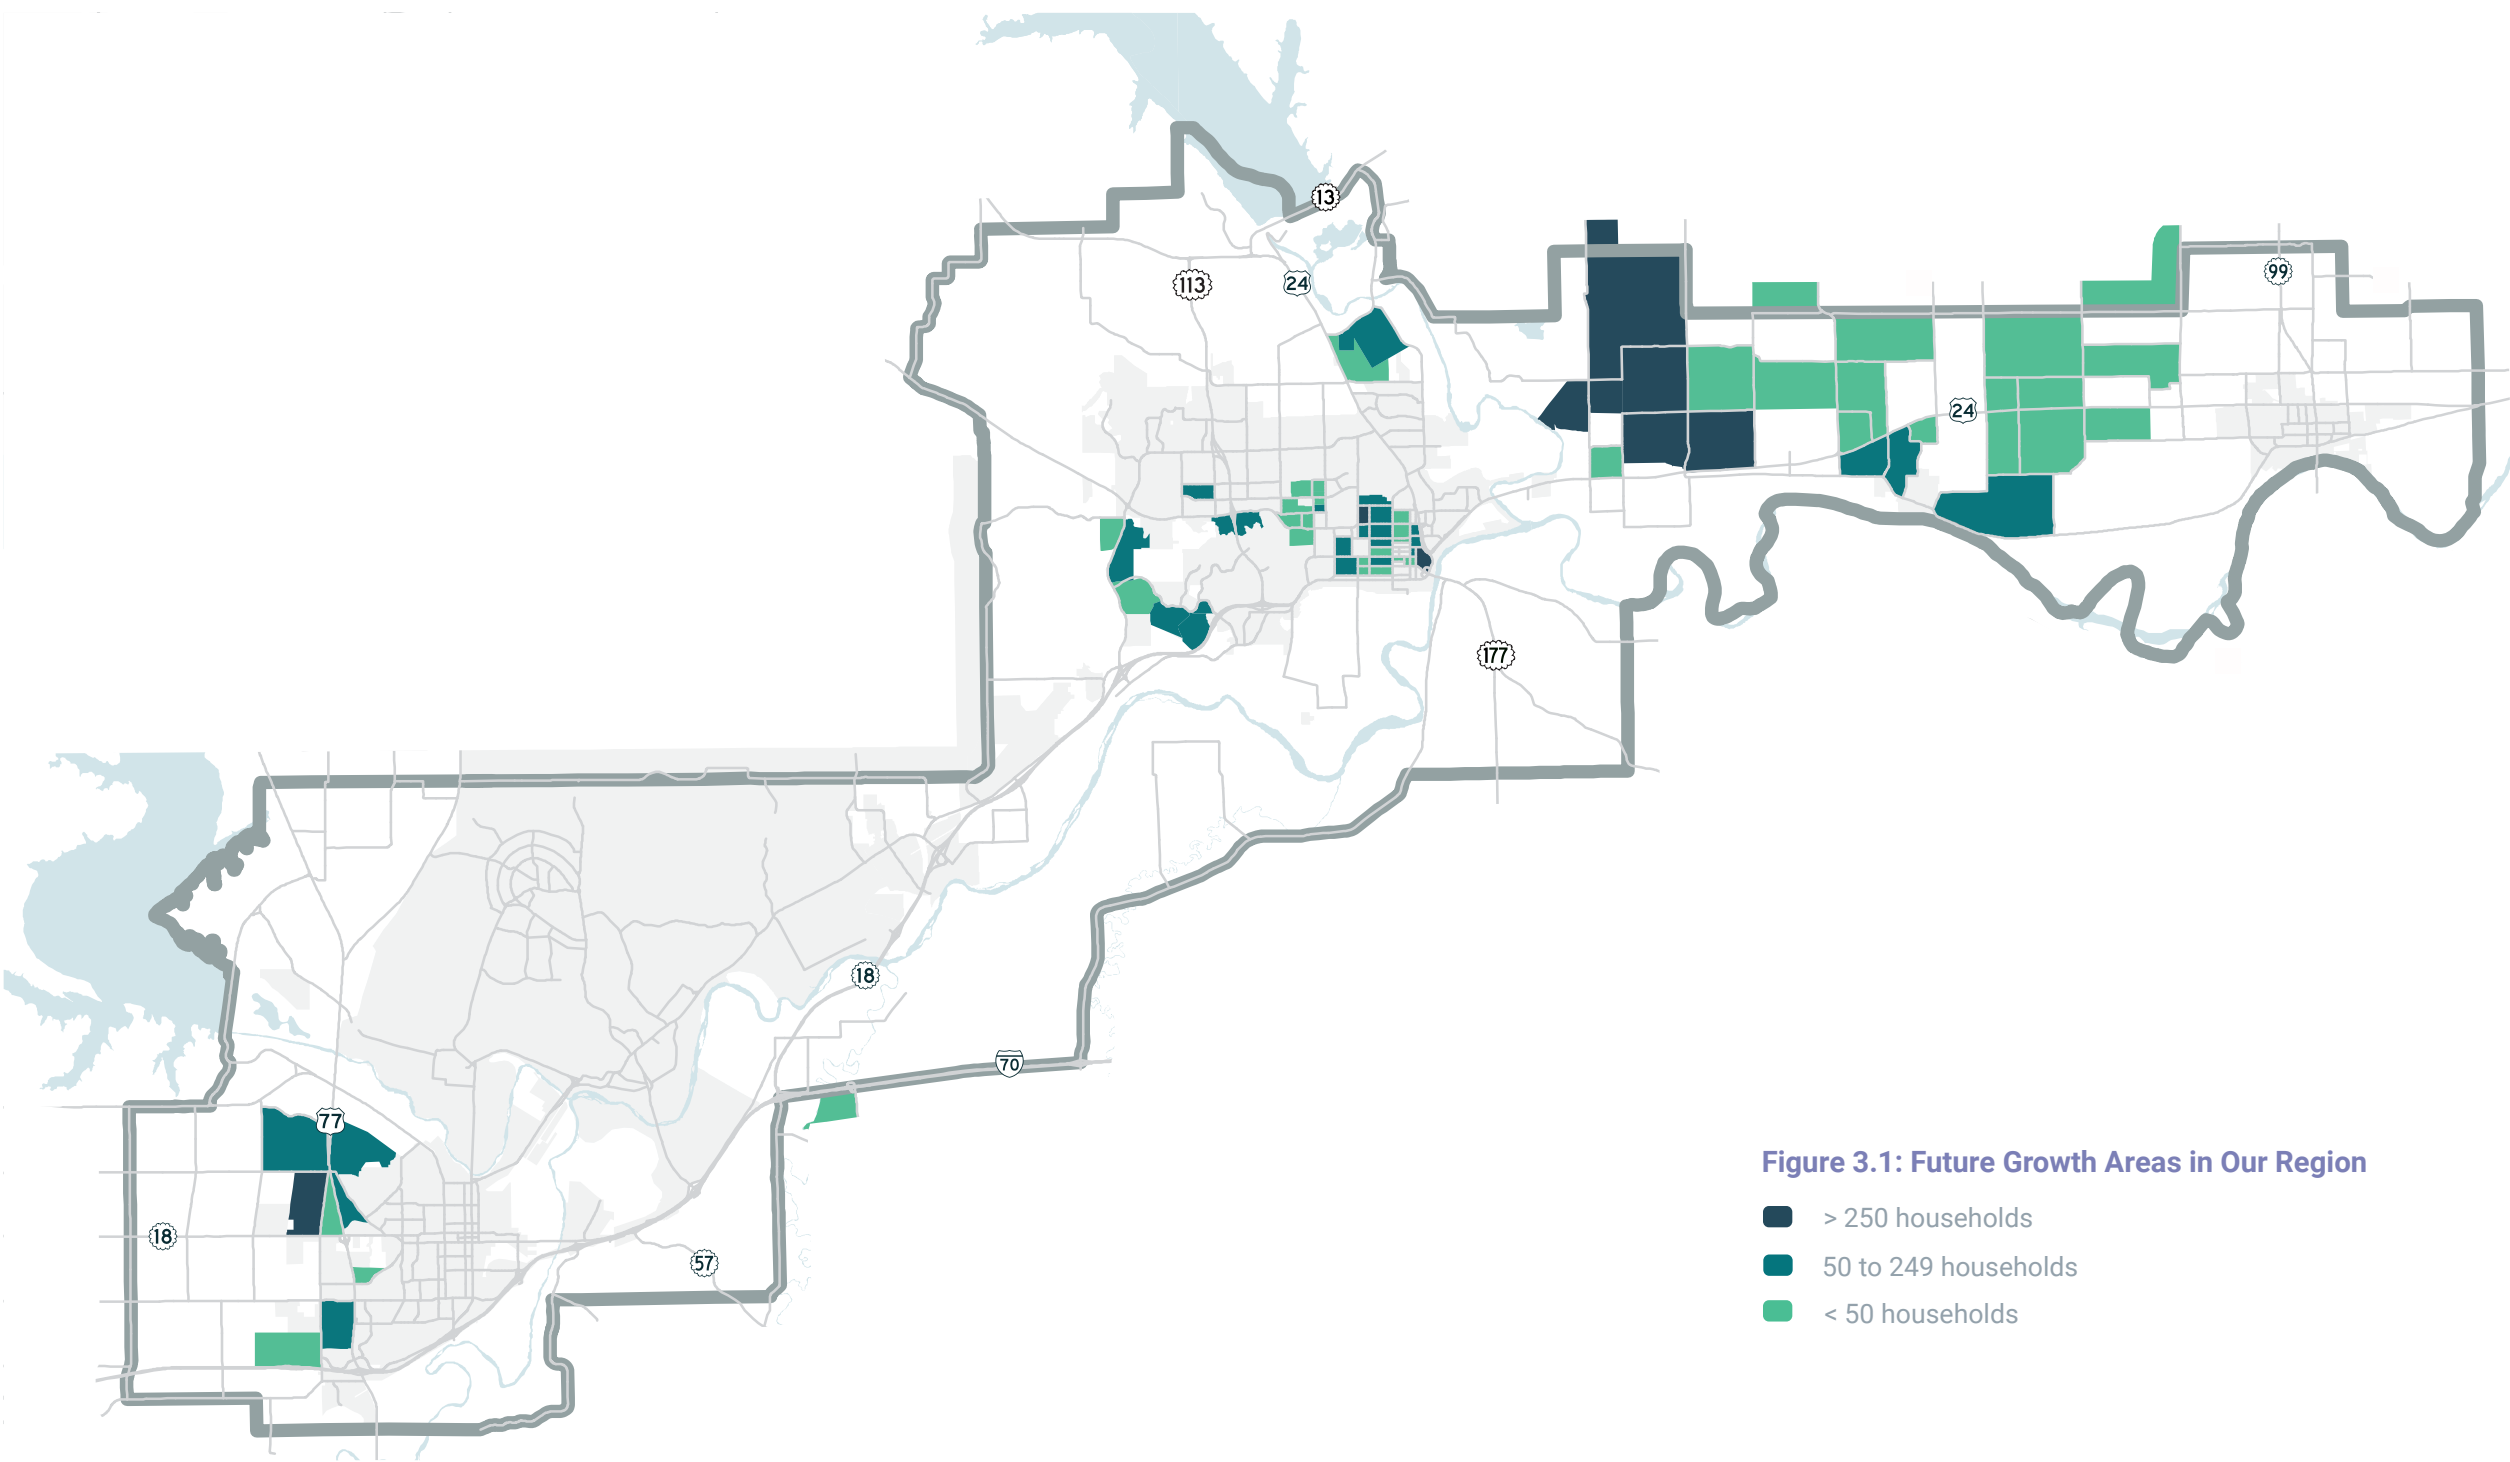 13
113
24
99
24
177
18
70
77
18
57
Figure 3.1: Future Growth Areas in Our Region
> 250 households
50 to 249 households
< 50 households